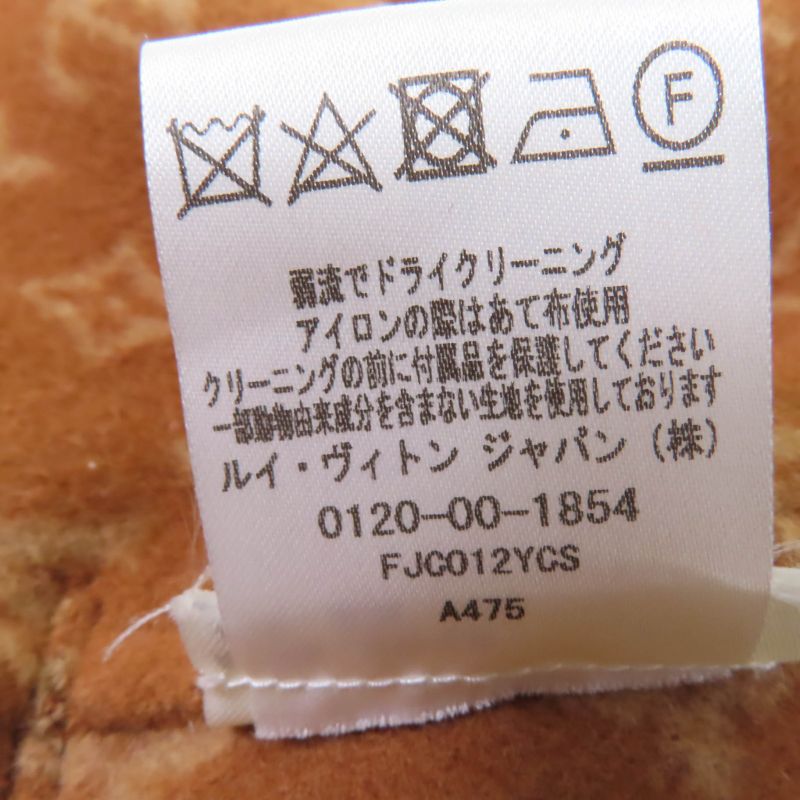 F
弱流でドライクリーニング
アイロンの際はあて布使用
クリーニングの前に付属品を保護してください
一部動物由来成分を含まない生地を使用しております
ルイ・ヴィトン ジャパン(株)
0120-00-1854
FJC012YCS
A475